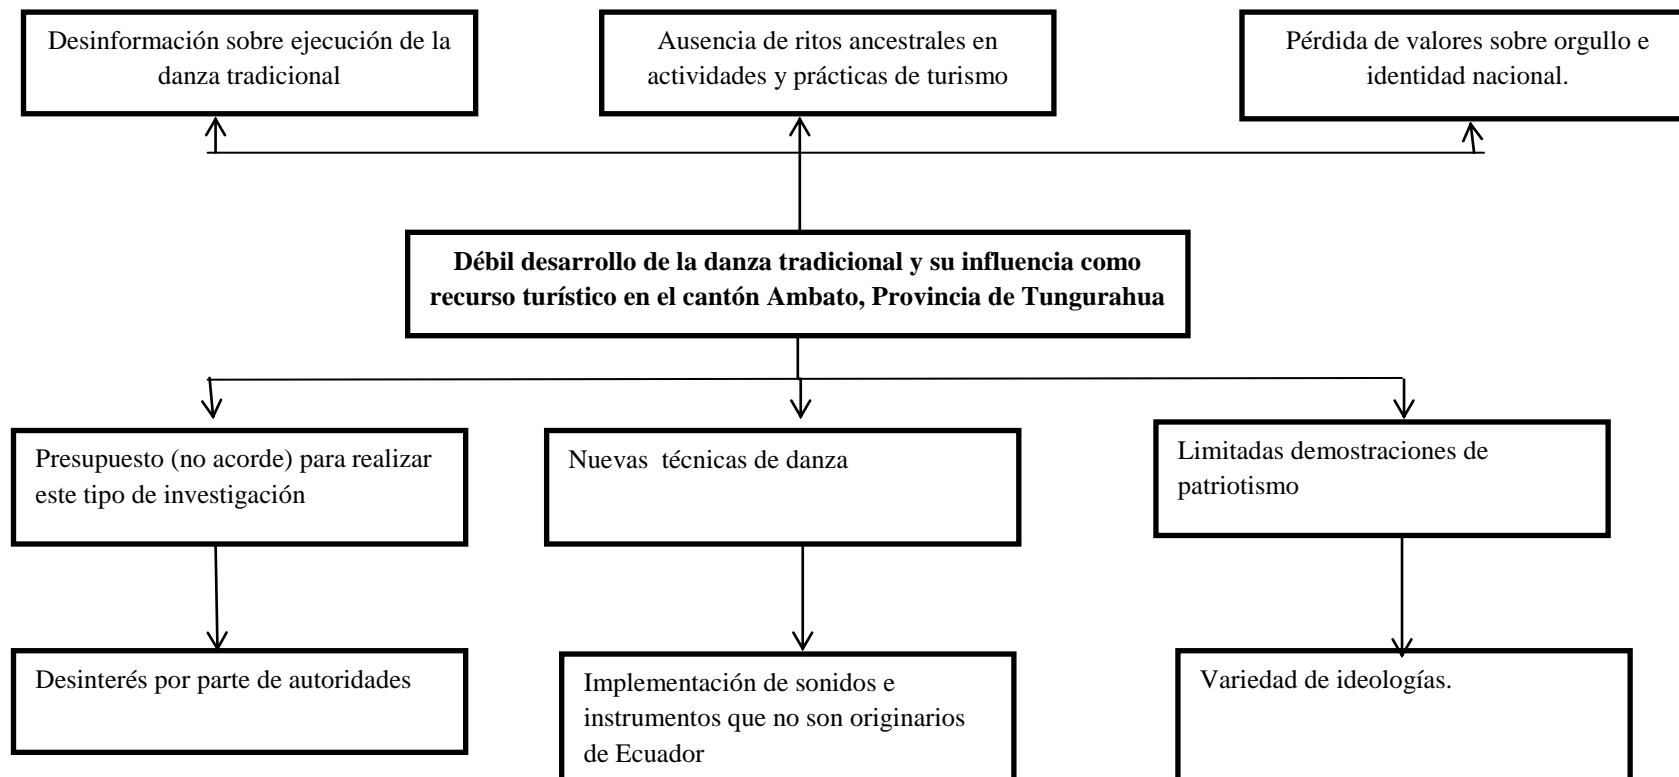 Desinformación sobre ejecución de la
danza tradicional
Ausencia de ritos ancestrales en
actividades y prácticas de turismo
Pérdida de valores sobre orgullo e
identidad nacional.
Débil desarrollo de la danza tradicional y su influencia como
recurso turístico en el cantón Ambato, Provincia de Tungurahua
Presupuesto (no acorde) para realizar
este tipo de investigación
Nuevas técnicas de danza
Limitadas demostraciones de
patriotismo
Desinterés por parte de autoridades
Implementación de sonidos e
instrumentos que no son originarios
de Ecuador
Variedad de ideologías.